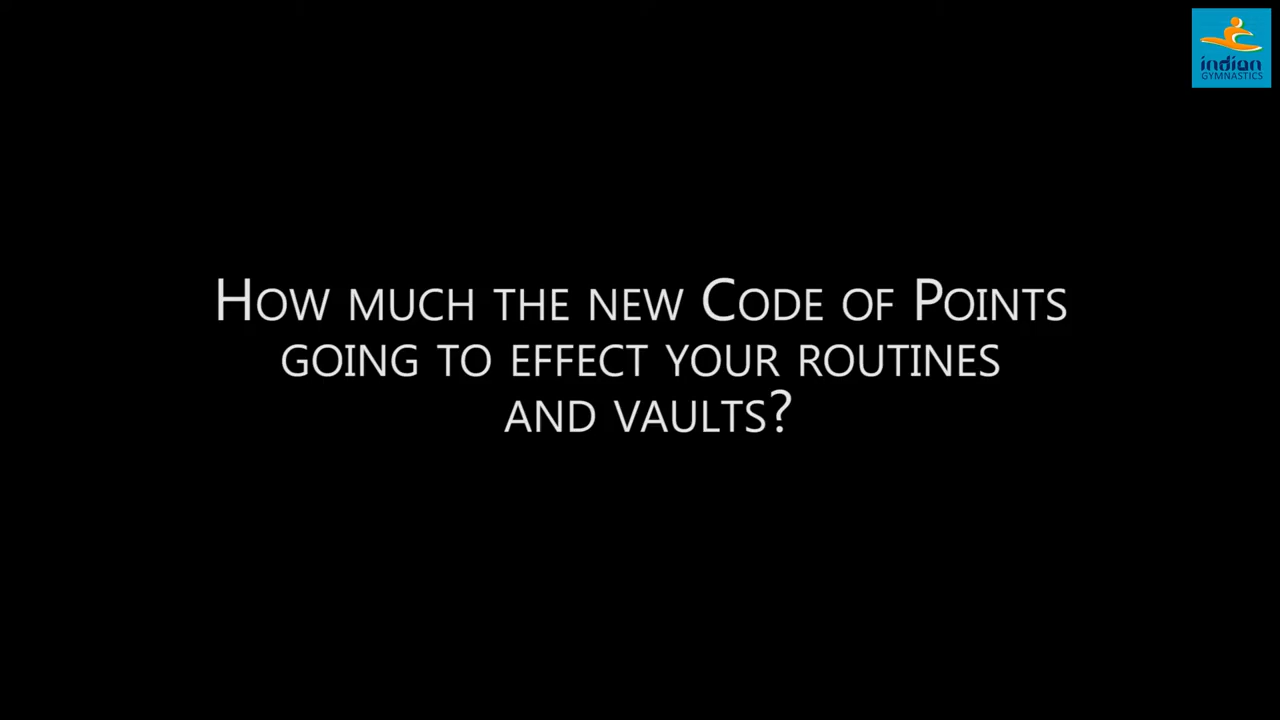 indian
GYMNASTICS
How much the new Code of Points
going to effect your routines
and vaults?